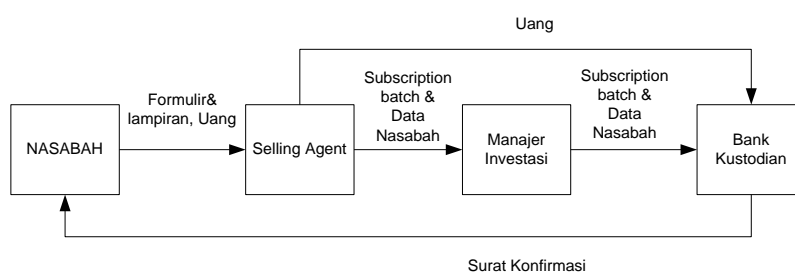 Uang
Formulir&
lampiran, Uang
Subscription
batch &
Data
Nasabah
Subscription
batch &
Data
Nasabah
NASABAH
Selling Agent
Manajer
Investasi
Bank
Kustodian
Surat Konfirmasi